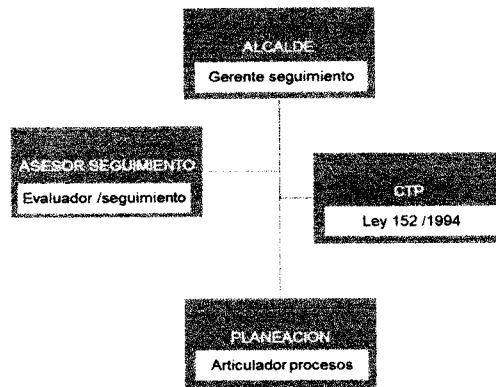 ALCALDE
Gerente seguimiento
ASESOR SEGUIMIENTO
Evaluador /seguimiento
CTP
Ley 152 /1994
PLANEACION
Articulador procesos